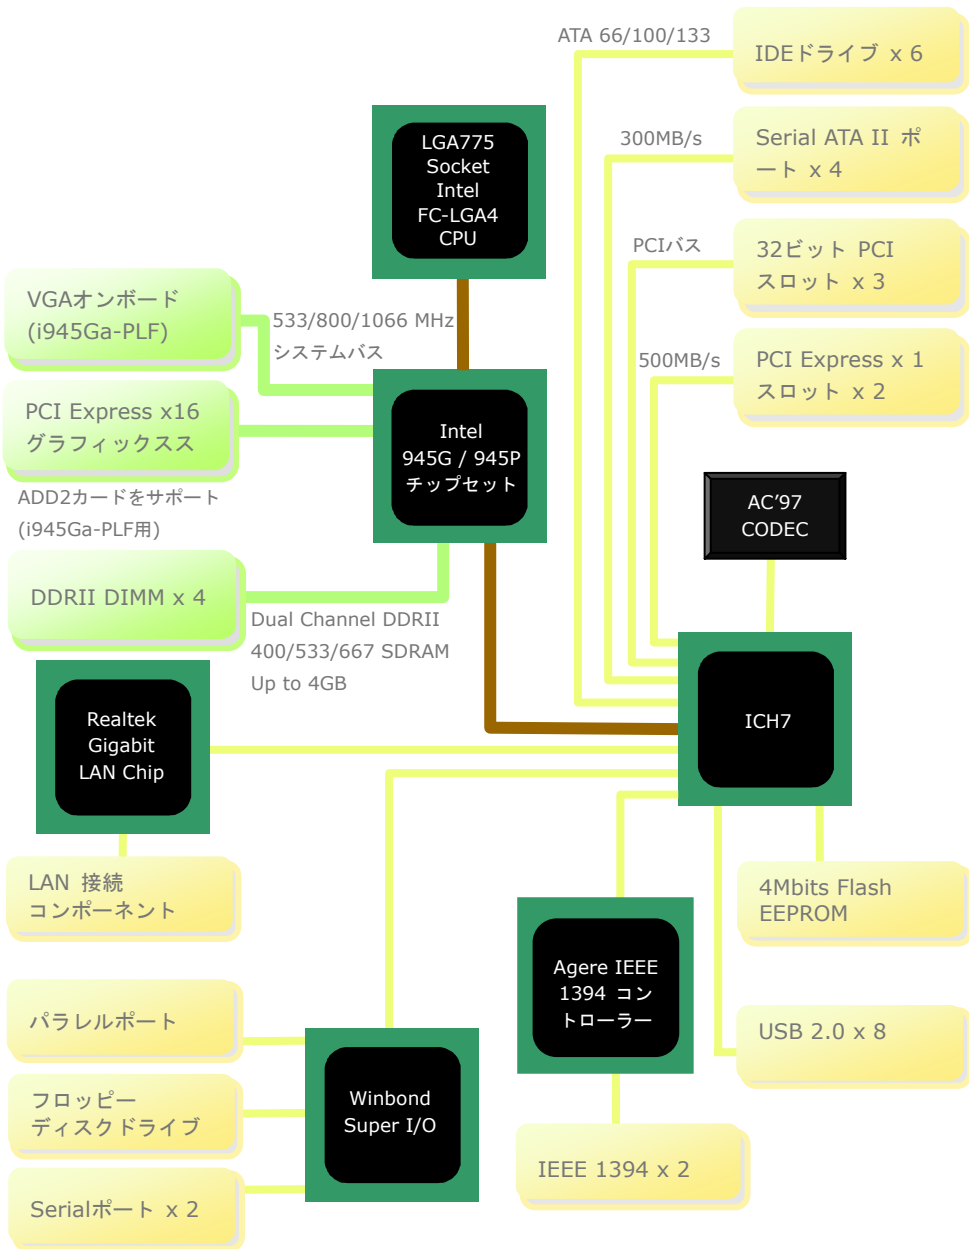 ATA 66/100/133
IDEドライブ x 6
300MB/s
Serial ATA II ポ
ート x 4
PCIバス
32ビット PCI
スロット x 3
500MB/s
PCI Express x 1
スロット x 2
LGA775
Socket
Intel
FC-LGA4
CPU
VGAオンボード
(i945Ga-PLF)
533/800/1066 MHz
システムバス
PCI Express x16
グラフィックスス
ADD2カードをサポート
(i945Ga-PLF用)
Intel
945G / 945P
チップセット
AC’97
CODEC
DDRII DIMM x 4
Dual Channel DDRII
400/533/667 SDRAM
Up to 4GB
Realtek
Gigabit
LAN Chip
ICH7
LAN 接続
コンポーネント
4Mbits Flash
EEPROM
Agere IEEE
1394 コン
トローラー
パラレルポート
USB 2.0 x 8
フロッピー
ディスクドライブ
Winbond
Super I/O
IEEE 1394 x 2
Serialポート x 2